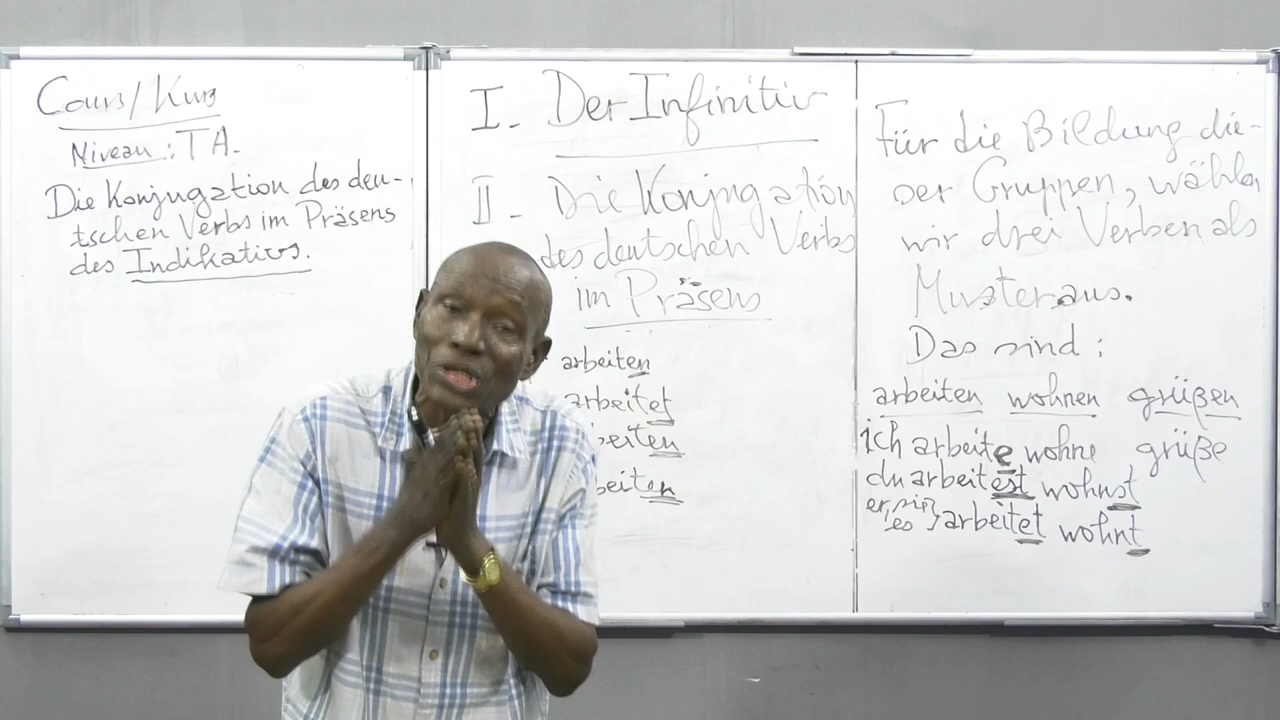 Cours/Kurs
Niveau : TA.
Die Konjugation des deu-
tschen Verbs im Präsens
des Indikativs.
I. Der Infinitiv
II - Die Konjugation
des deutschen Verbs
im Präsens
arbeiten
arbeitet
beiten
beiten
Für die Bildung die-
ser Gruppen, wählen
wir drei Verben als
Muster aus.
Das sind :
arbeiten wohnen grüßen
ich arbeite wohne grüße
du arbeitest wohnst
er, sie, es } arbeitet wohnt